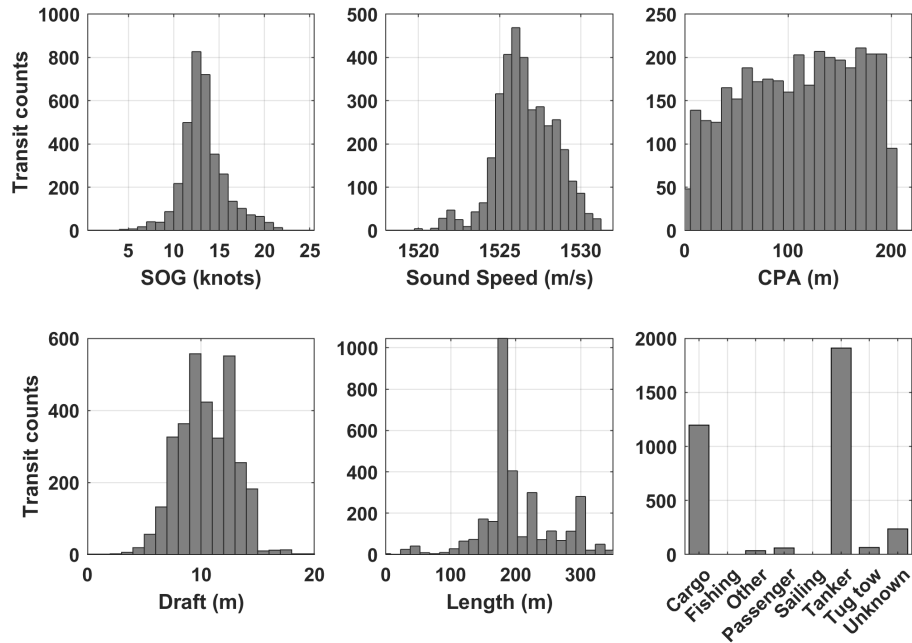 1000
800
600
400
200
0
Transit counts
5 10 15 20 25
SOG (knots)
500
400
300
200
100
0
1520 1526 1530
Sound Speed (m/s)
250
200
150
100
50
0
0 100 200
CPA (m)
600
400
200
0
Transit counts
0 10 20
Draft (m)
1000
800
600
400
200
0
0 100 200 300
Length (m)
2000
1500
1000
500
0
Cargo
Fishing
Other
Passenger
Sailing
Tanker
Tug tow
Unknown